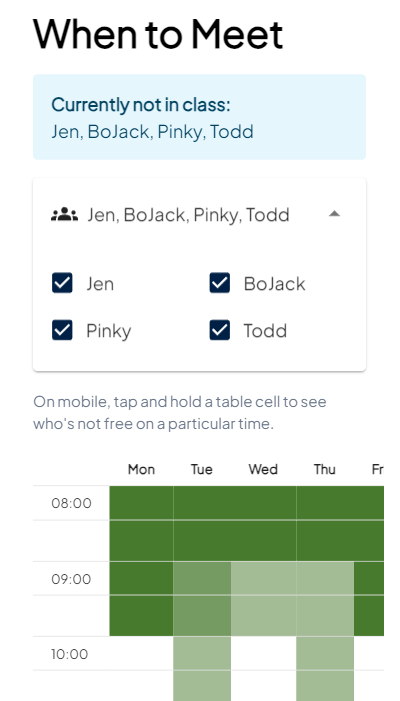 When to Meet
Currently not in class:
Jen, BoJack, Pinky, Todd
Jen, BoJack, Pinky, Todd
Jen BoJack
Pinky Todd
On mobile, tap and hold a table cell to see
who's not free on a particular time.
Mon Tue Wed Thu Fr
08:00
09:00
10:00